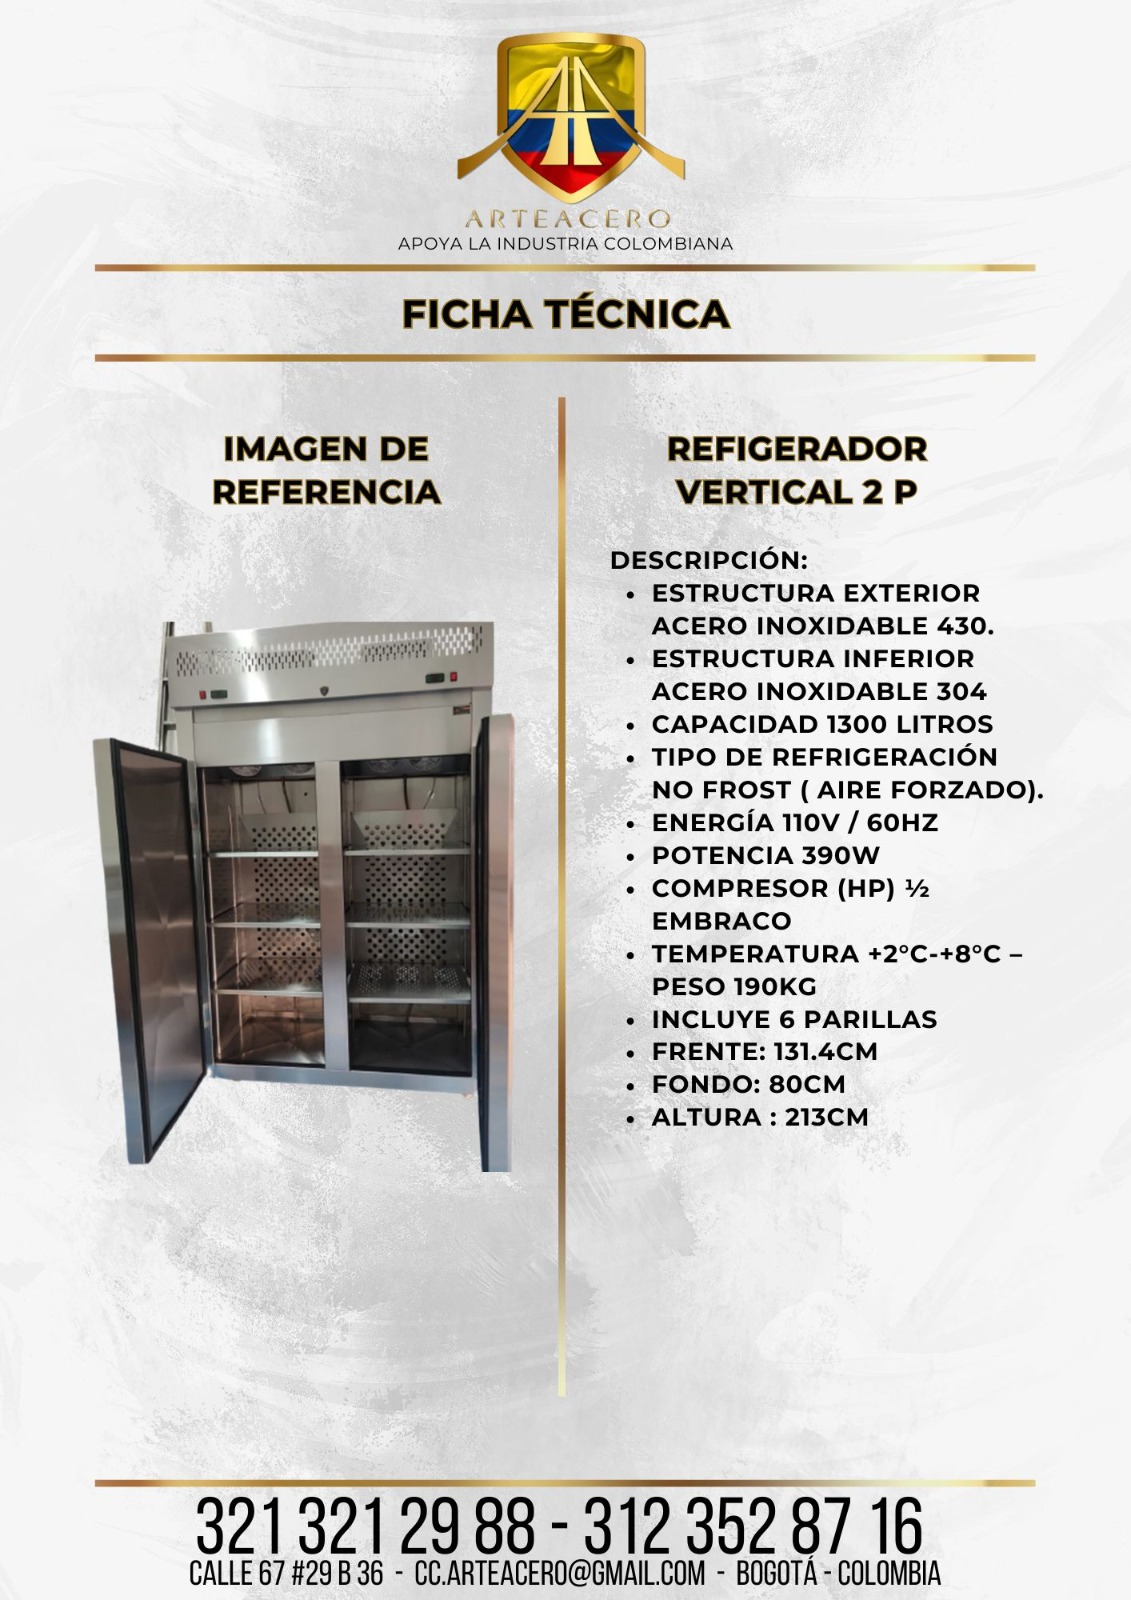 ARTEACERO
APOYA LA INDUSTRIA COLOMBIANA
FICHA TÉCNICA
IMAGEN DE
REFERENCIA
REFIGERADOR
VERTICAL 2 P
DESCRIPCIÓN:
• ESTRUCTURA EXTERIOR
ACERO INOXIDABLE 430.
• ESTRUCTURA INFERIOR
ACERO INOXIDABLE 304
• CAPACIDAD 1300 LITROS
• TIPO DE REFRIGERACIÓN
NO FROST ( AIRE FORZADO).
• ENERGÍA 110V / 60HZ
• POTENCIA 390W
• COMPRESOR (HP) ½
EMBRACO
• TEMPERATURA +2°C-+8°C –
PESO 190KG
• INCLUYE 6 PARILLAS
• FRENTE: 131.4CM
• FONDO: 80CM
• ALTURA : 213CM
321 321 29 88 - 312 352 87 16
CALLE 67 #29 B 36 - CC.ARTEACERO@GMAIL.COM - BOGOTÁ - COLOMBIA